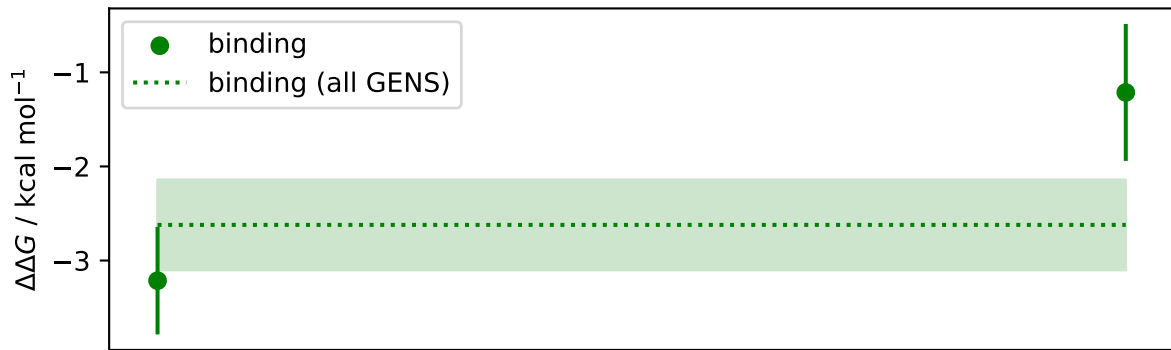 binding
binding (all GENS)
−1
−2
−3
ΔΔG / kcal mol⁻¹